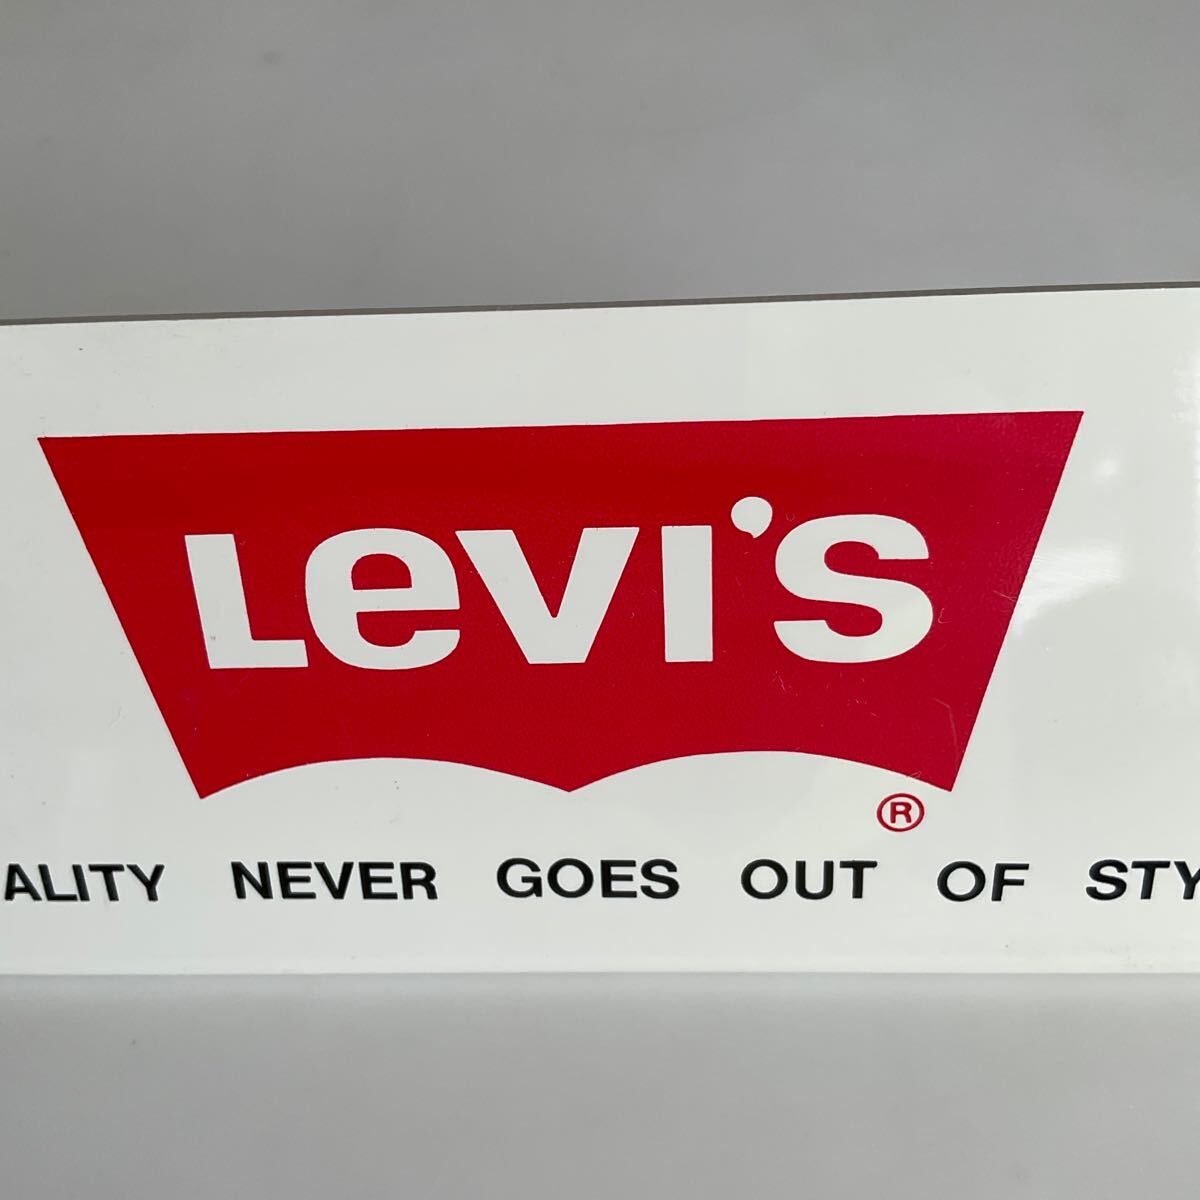 Levi's
®
ALITY NEVER GOES OUT OF STY